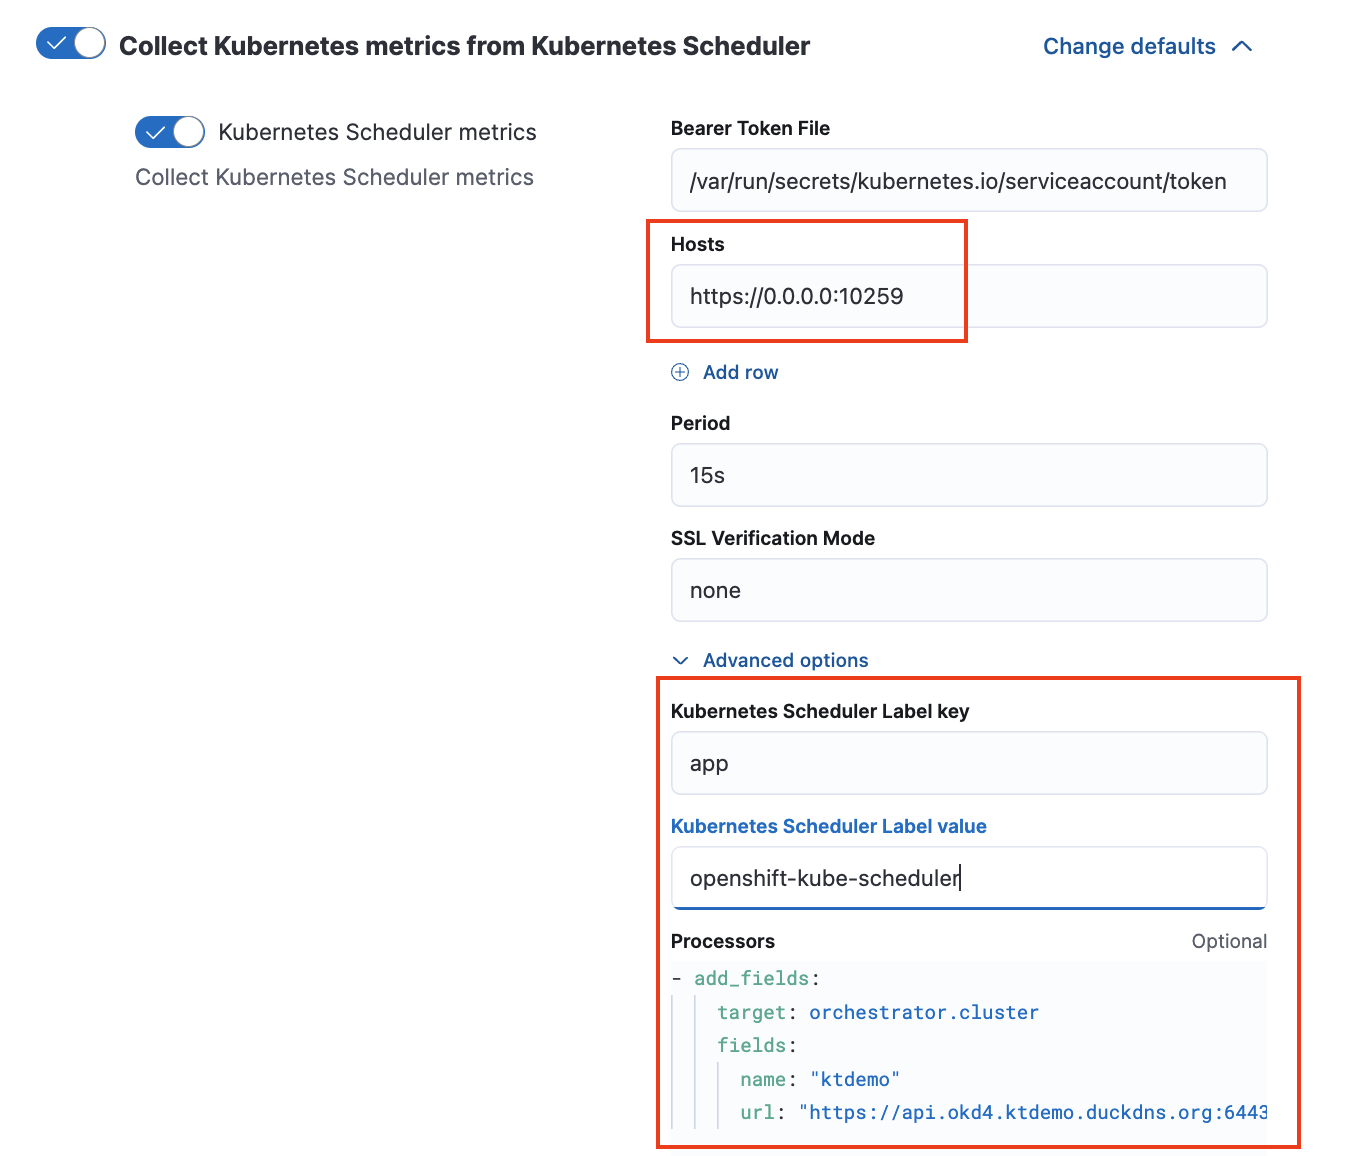 Collect Kubernetes metrics from Kubernetes Scheduler
Change defaults
Kubernetes Scheduler metrics
Collect Kubernetes Scheduler metrics
Bearer Token File
/var/run/secrets/kubernetes.io/serviceaccount/token
Hosts
https://0.0.0.0:10259
Add row
Period
15s
SSL Verification Mode
none
Advanced options
Kubernetes Scheduler Label key
app
Kubernetes Scheduler Label value
openshift-kube-scheduler
Processors
Optional
- add_fields:
target: orchestrator.cluster
fields:
name: "ktdemo"
url: "https://api.okd4.ktdemo.duckdns.org:6443